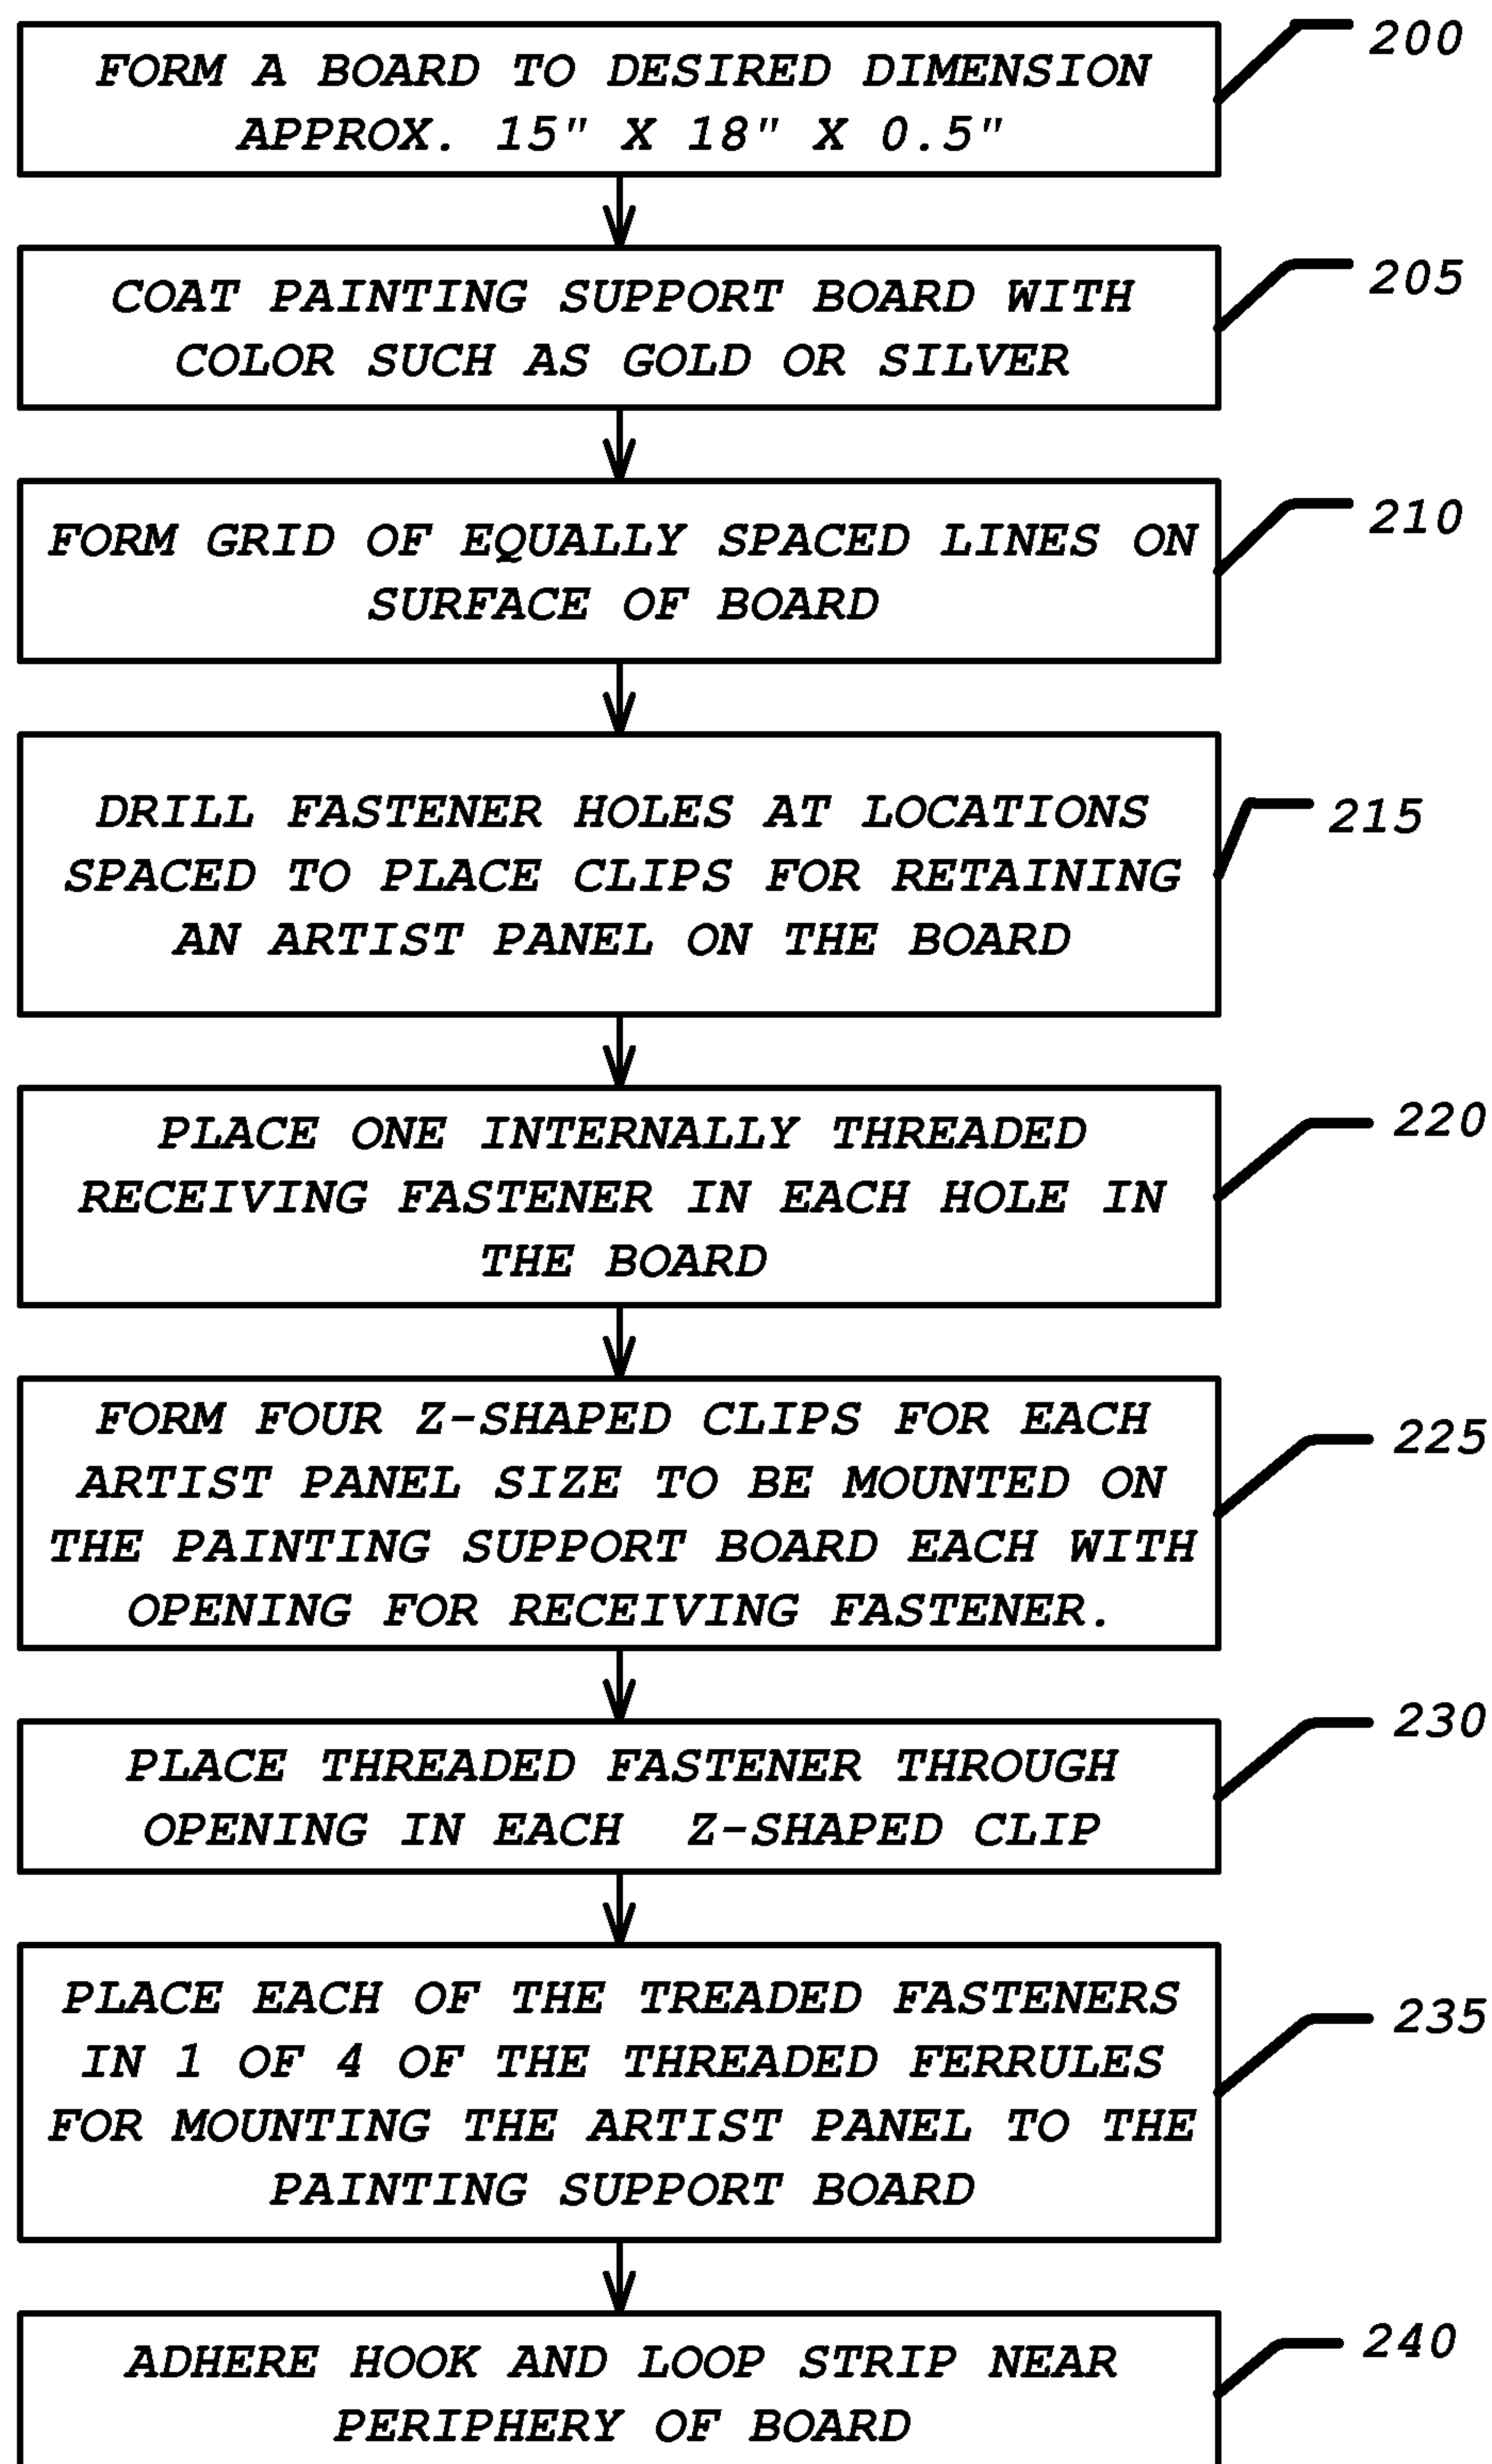 FORM A BOARD TO DESIRED DIMENSION
APPROX. 15" X 18" X 0.5"
200
COAT PAINTING SUPPORT BOARD WITH
COLOR SUCH AS GOLD OR SILVER
205
FORM GRID OF EQUALLY SPACED LINES ON
SURFACE OF BOARD
210
DRILL FASTENER HOLES AT LOCATIONS
SPACED TO PLACE CLIPS FOR RETAINING
AN ARTIST PANEL ON THE BOARD
215
PLACE ONE INTERNALLY THREADED
RECEIVING FASTENER IN EACH HOLE IN
THE BOARD
220
FORM FOUR Z-SHAPED CLIPS FOR EACH
ARTIST PANEL SIZE TO BE MOUNTED ON
THE PAINTING SUPPORT BOARD EACH WITH
OPENING FOR RECEIVING FASTENER.
225
PLACE THREADED FASTENER THROUGH
OPENING IN EACH Z-SHAPED CLIP
230
PLACE EACH OF THE TREADED FASTENERS
IN 1 OF 4 OF THE THREADED FERRULES
FOR MOUNTING THE ARTIST PANEL TO THE
PAINTING SUPPORT BOARD
235
ADHERE HOOK AND LOOP STRIP NEAR
PERIPHERY OF BOARD
240